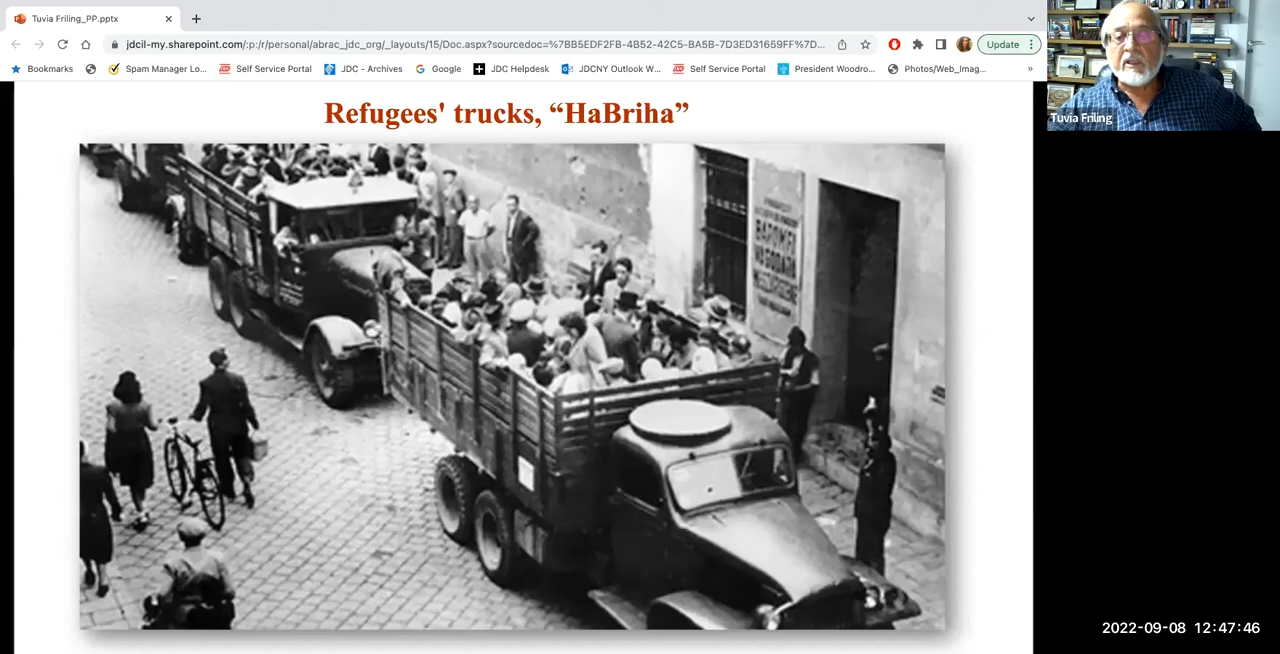 Tuvia Friling_PP.pptx
jdcil-my.sharepoint.com/:p:/r/personal/abrac_jdc_org/_layouts/15/Doc.aspx?sourcedoc=%7BB5EDF2FB-4B52-42C5-BA5B-7D3ED31659FF%7D...
Update
Bookmarks
Spam Manager Lo...
Self Service Portal
JDC - Archives
Google
JDC Helpdesk
JDCNY Outlook W...
Self Service Portal
President Woodro...
Photos/Web_Imag...
»
Refugees' trucks, “HaBriha”
Tuvia Friling
2022-09-08 12:47:46